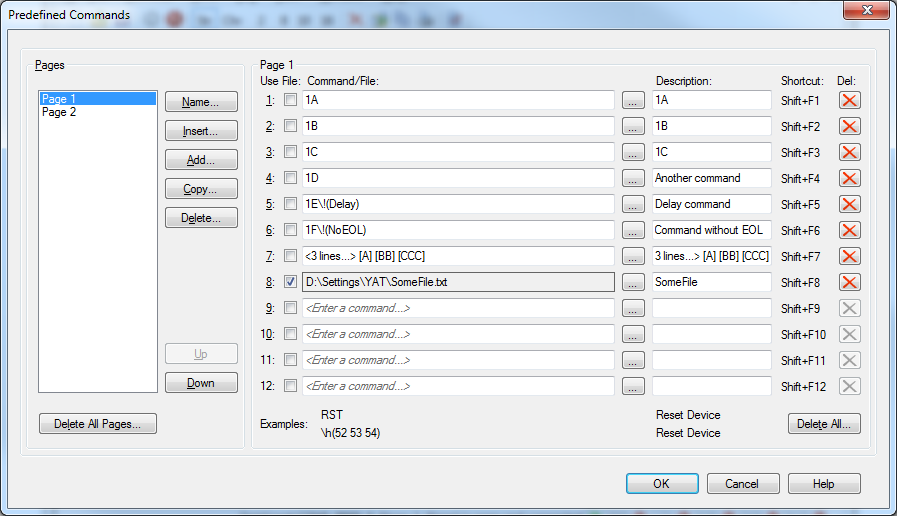 Predefined Commands
Pages
Page 1
Page 2
Name...
Insert...
Add...
Copy...
Delete...
Up
Down
Delete All Pages...
Page 1
Use File: Command/File: Description: Shortcut: Del:
1: 1A ... 1A Shift+F1
2: 1B ... 1B Shift+F2
3: 1C ... 1C Shift+F3
4: 1D ... Another command Shift+F4
5: 1E\!(Delay) ... Delay command Shift+F5
6: 1F\!(NoEOL) ... Command without EOL Shift+F6
7: <3 lines...> [A] [BB] [CCC] ... 3 lines...> [A] [BB] [CCC] Shift+F7
8: D:\Settings\YAT\SomeFile.txt ... SomeFile Shift+F8
9: <Enter a command...> ... Shift+F9
10: <Enter a command...> ... Shift+F10
11: <Enter a command...> ... Shift+F11
12: <Enter a command...> ... Shift+F12
Examples: RST Reset Device
\h(52 53 54) Reset Device
Delete All...
OK Cancel Help